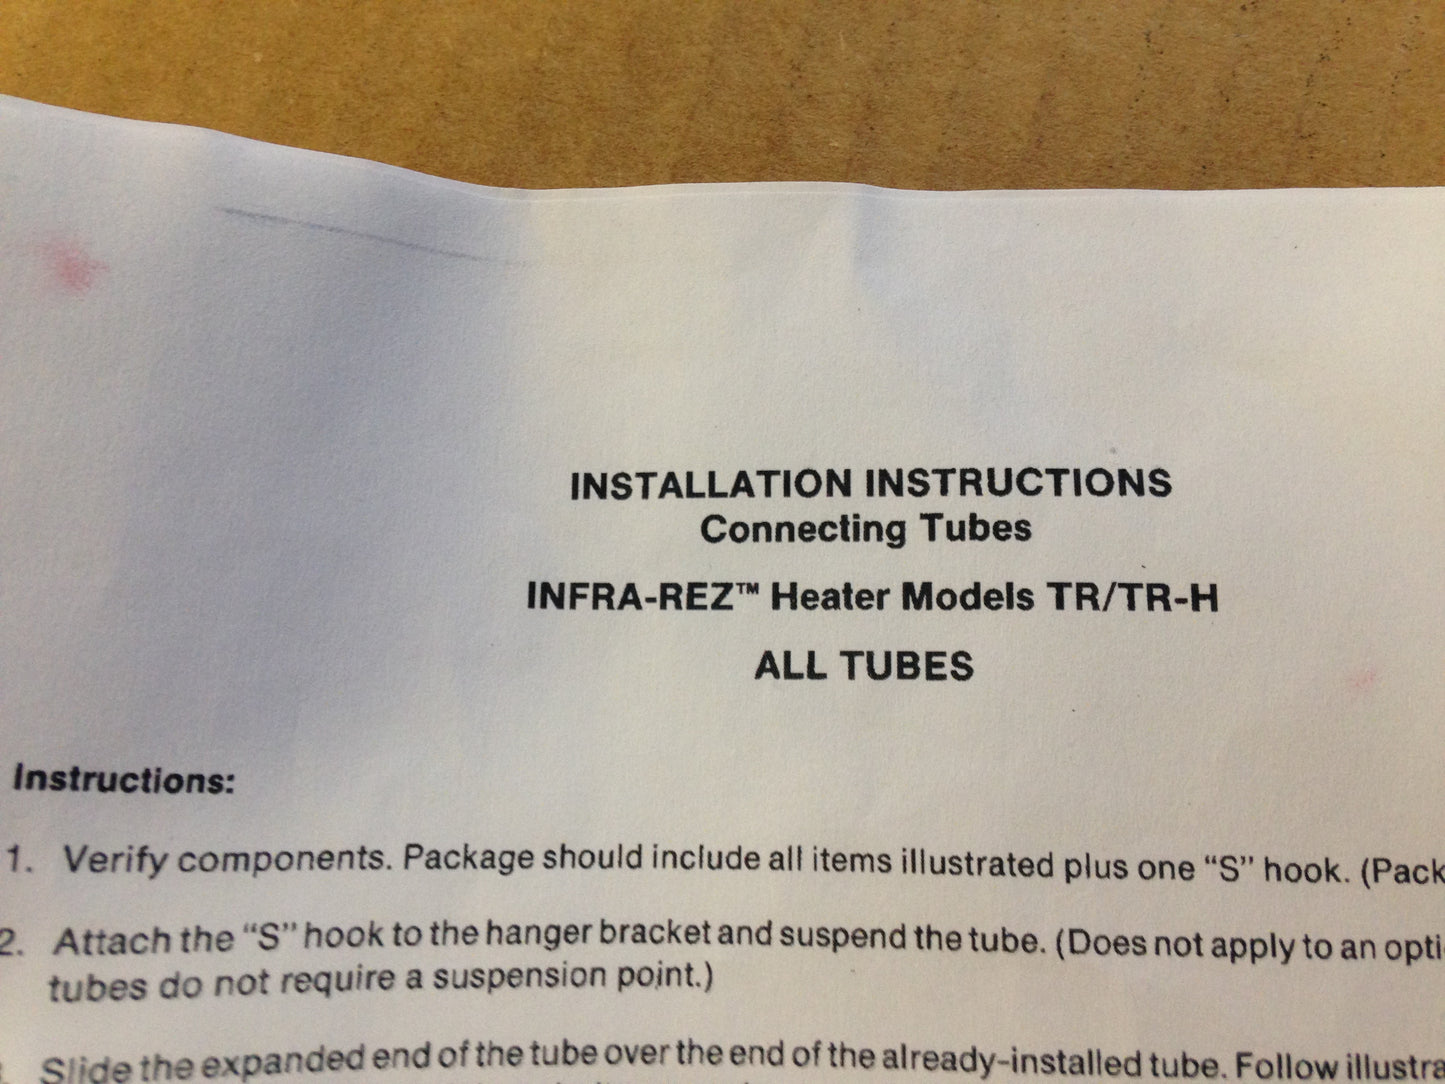 INSTALLATION INSTRUCTIONS
Connecting Tubes
INFRA-REZ™ Heater Models TR/TR-H
ALL TUBES
Instructions:
1. Verify components. Package should include all items illustrated plus one “S” hook. (Pack
2. Attach the “S” hook to the hanger bracket and suspend the tube. (Does not apply to an opti
tubes do not require a suspension point.)
Slide the expanded end of the tube over the end of the already-installed tube. Follow illustra